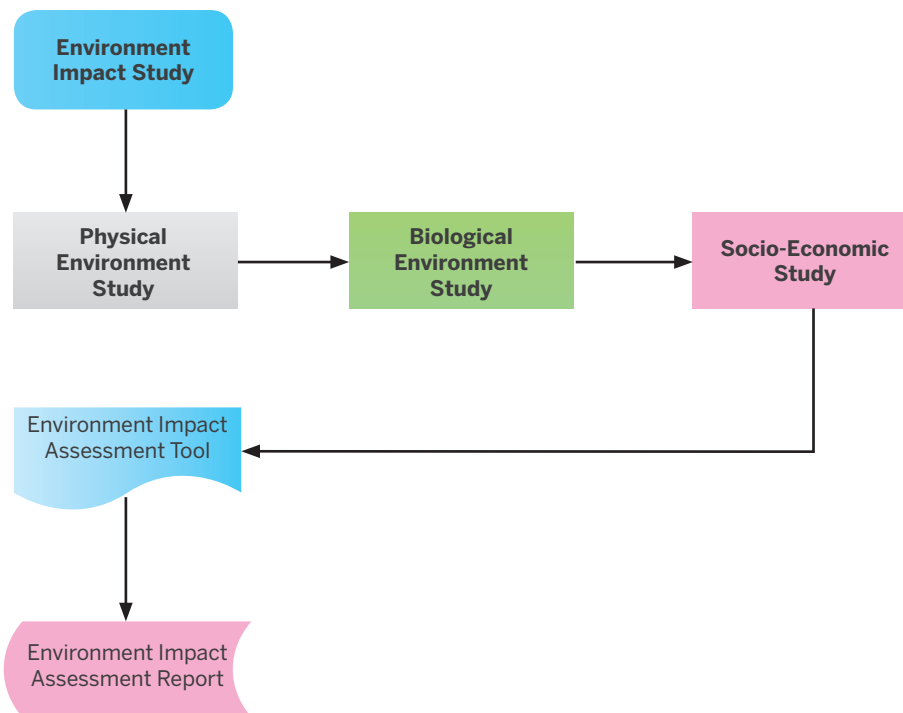 Environment
Impact Study
Physical
Environment
Study
Biological
Environment
Study
Socio-Economic
Study
Environment Impact
Assessment Tool
Environment Impact
Assessment Report